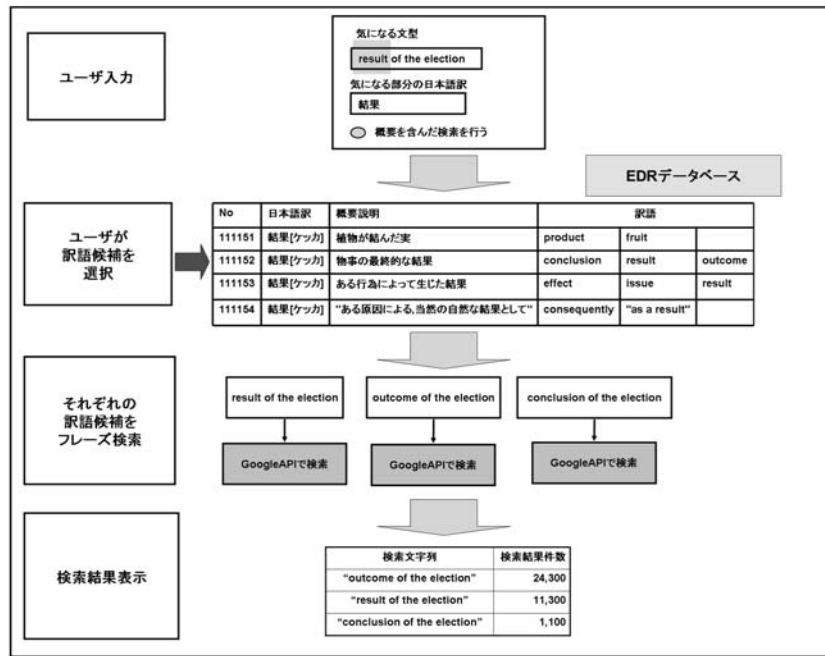 ユーザ入力
気になる文型
result of the election
気になる部分の日本語訳
結果
概要を含んだ検索を行う
EDRデータベース
ユーザが
訳語候補を
選択
No 日本語訳 概要説明 訳語
111151 結果[ケッカ] 植物が結んだ実 product fruit
111152 結果[ケッカ] 物事の最終的な結果 conclusion result outcome
111153 結果[ケッカ] ある行為によって生じた結果 effect issue result
111154 結果[ケッカ] "ある原因による,当然の自然な結果として" consequently "as a result"
それぞれの
訳語候補を
フレーズ検索
result of the election outcome of the election conclusion of the election
GoogleAPIで検索 GoogleAPIで検索 GoogleAPIで検索
検索結果表示
検索文字列 検索結果件数
“outcome of the election” 24,300
“result of the election” 11,300
“conclusion of the election” 1,100